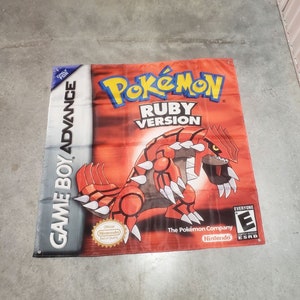 GAME BOY ADVANCE
POKéMON
RUBY
VERSION
The Pokémon Company
Nintendo
EVERYONE
E
ESRB